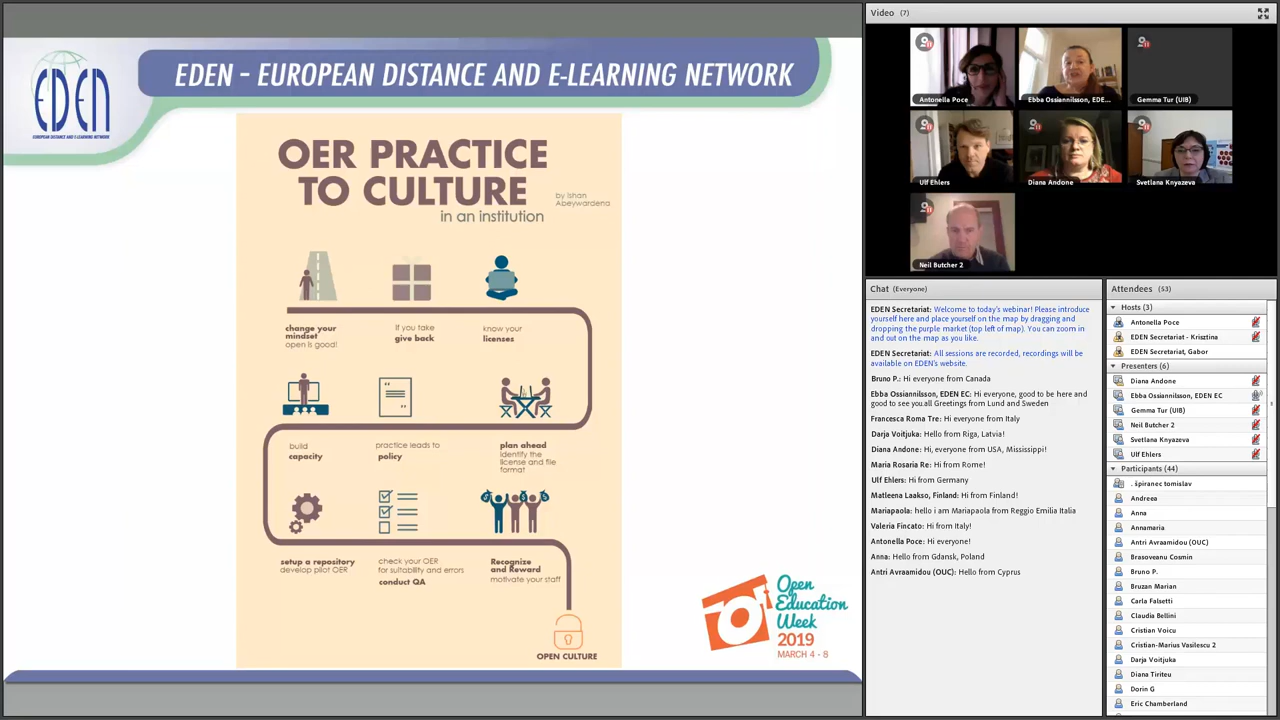 EDEN
EUROPEAN DISTANCE AND E-LEARNING NETWORK
EDEN - EUROPEAN DISTANCE AND E-LEARNING NETWORK
OER PRACTICE
TO CULTURE
in an institution
by Ishan
Abeywardena
change your
mindset
open is good!
If you take
give back
know your
licenses
build
capacity
practice leads to
policy
plan ahead
identify the
license and file
format
setup a repository
develop pilot OER
check your OER
for suitability and errors
conduct QA
Recognize
and Reward
motivate your staff
OPEN CULTURE
Open
Education
Week
2019
MARCH 4 - 8
Video (7)
Antonella Poce
Ebba Ossiannilsson, EDE...
Gemma Tur (UIB)
Ulf Ehlers
Diana Andone
Svetlana Knyazeva
Neil Butcher 2
Chat (Everyone)
EDEN Secretariat: Welcome to today's webinar! Please introduce
yourself here and place yourself on the map by dragging and
dropping the purple market (top left of map). You can zoom in
and out on the map as you like.
EDEN Secretariat: All sessions are recorded, recordings will be
available on EDEN's website.
Bruno P.: Hi everyone from Canada
Ebba Ossiannilsson, EDEN EC: Hi everyone, good to be here and
good to see you.all Greetings from Lund and Sweden
Francesca Roma Tre: Hi everyone from Italy
Darja Voitjuka: Hello from Riga, Latvia!
Diana Andone: Hi, everyone from USA, Mississippi!
Maria Rosaria Re: Hi from Rome!
Ulf Ehlers: Hi from Germany
Matleena Laakso, Finland: Hi from Finland!
Mariapaola: hello i am Mariapaola from Reggio Emilia Italia
Valeria Fincato: Hi from Italy!
Antonella Poce: Hi everyone!
Anna: Hello from Gdansk, Poland
Antri Avraamidou (OUC): Hello from Cyprus
Attendees (53)
Hosts (3)
Antonella Poce
EDEN Secretariat - Krisztina
EDEN Secretariat, Gabor
Presenters (6)
Diana Andone
Ebba Ossiannilsson, EDEN EC
Gemma Tur (UIB)
Neil Butcher 2
Svetlana Knyazeva
Ulf Ehlers
Participants (44)
. špiranec tomislav
Andreea
Anna
Annamaria
Antri Avraamidou (OUC)
Brasoveanu Cosmin
Bruno P.
Bruzan Marian
Carla Falsetti
Claudia Bellini
Cristian Voicu
Cristian-Marius Vasilescu 2
Darja Voitjuka
Diana Tiriteu
Dorin G
Eric Chamberland